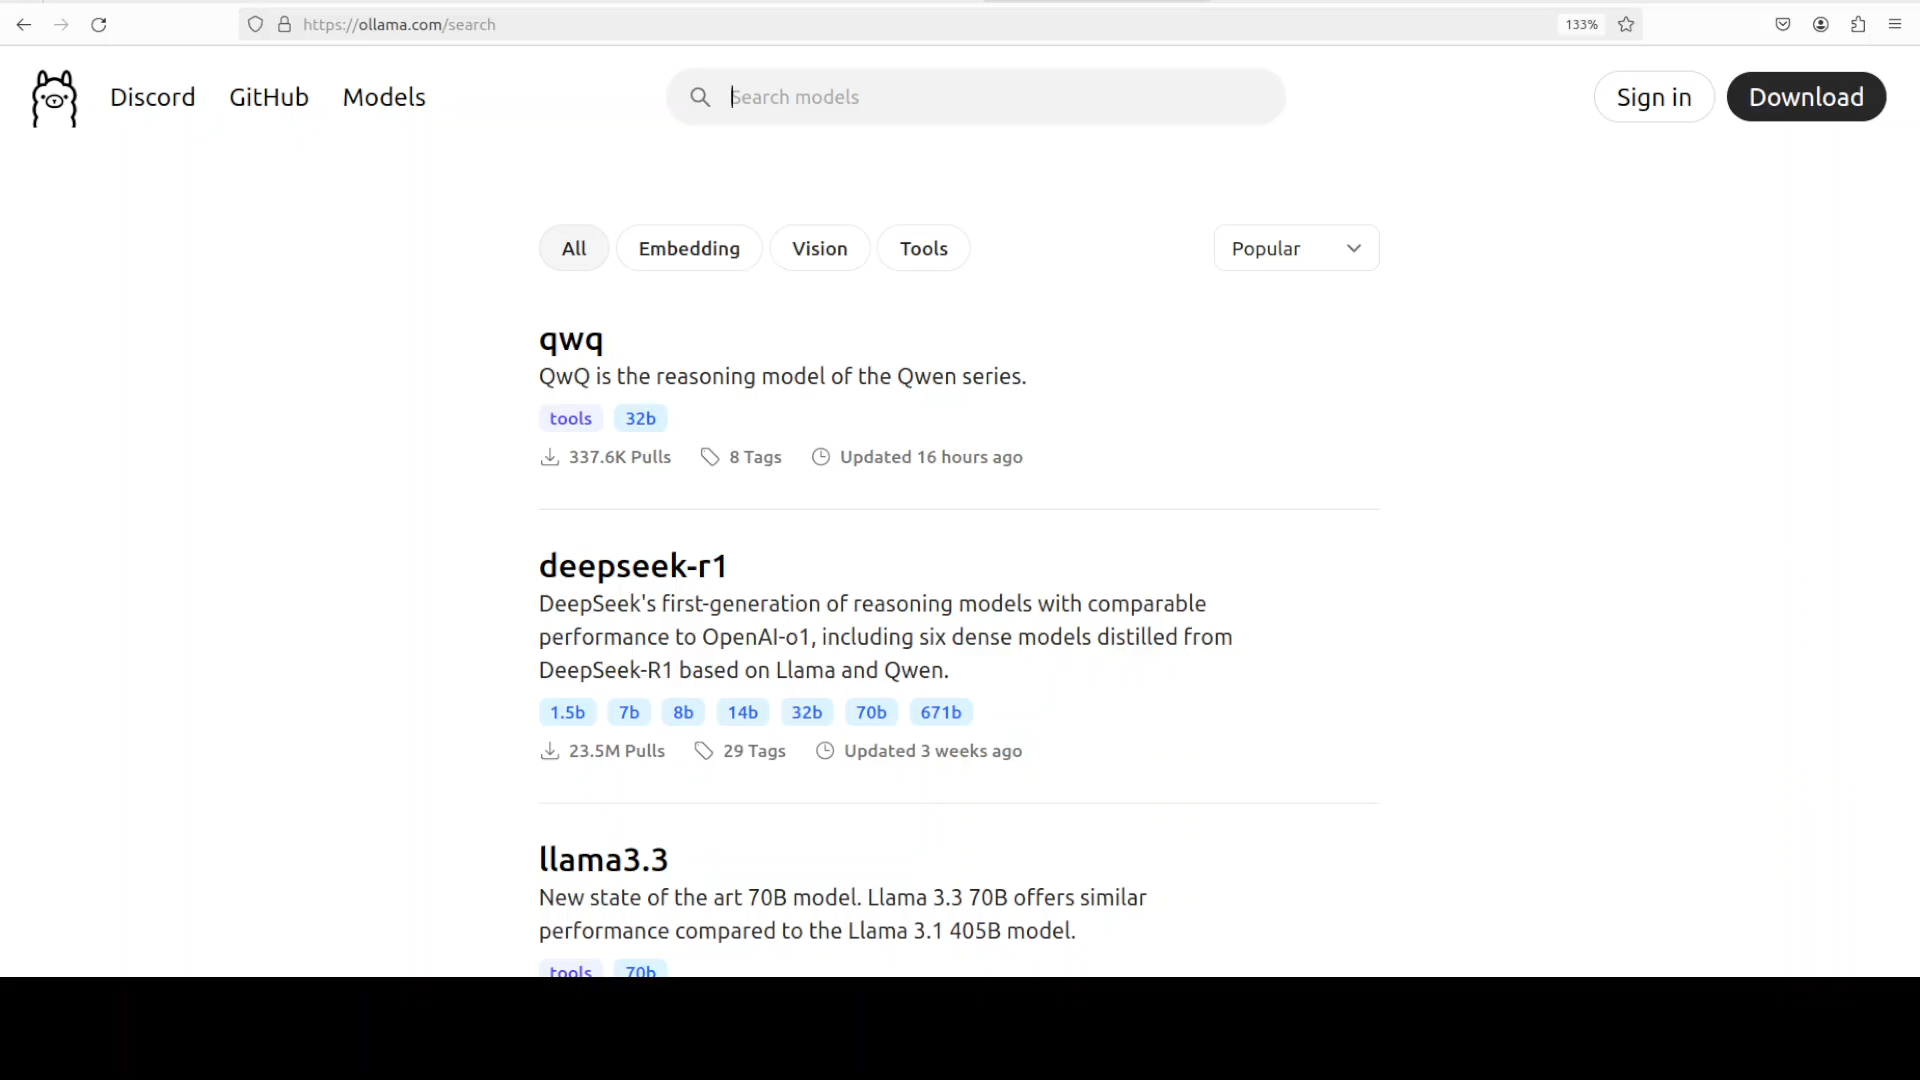 https://ollama.com/search
133%
Discord GitHub Models
Search models
Sign in Download
All Embedding Vision Tools
Popular
qwq
QwQ is the reasoning model of the Qwen series.
tools 32b
337.6K Pulls 8 Tags Updated 16 hours ago
deepseek-r1
DeepSeek's first-generation of reasoning models with comparable
performance to OpenAI-o1, including six dense models distilled from
DeepSeek-R1 based on Llama and Qwen.
1.5b 7b 8b 14b 32b 70b 671b
23.5M Pulls 29 Tags Updated 3 weeks ago
llama3.3
New state of the art 70B model. Llama 3.3 70B offers similar
performance compared to the Llama 3.1 405B model.
tools 70b